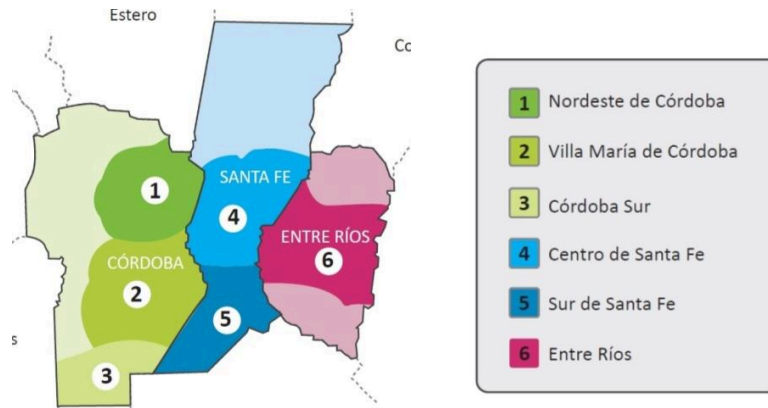 Estero
Co
SANTA FE
1
4
ENTRE RÍOS
6
CÓRDOBA
2
5
s
3
1 Nordeste de Córdoba
2 Villa María de Córdoba
3 Córdoba Sur
4 Centro de Santa Fe
5 Sur de Santa Fe
6 Entre Ríos